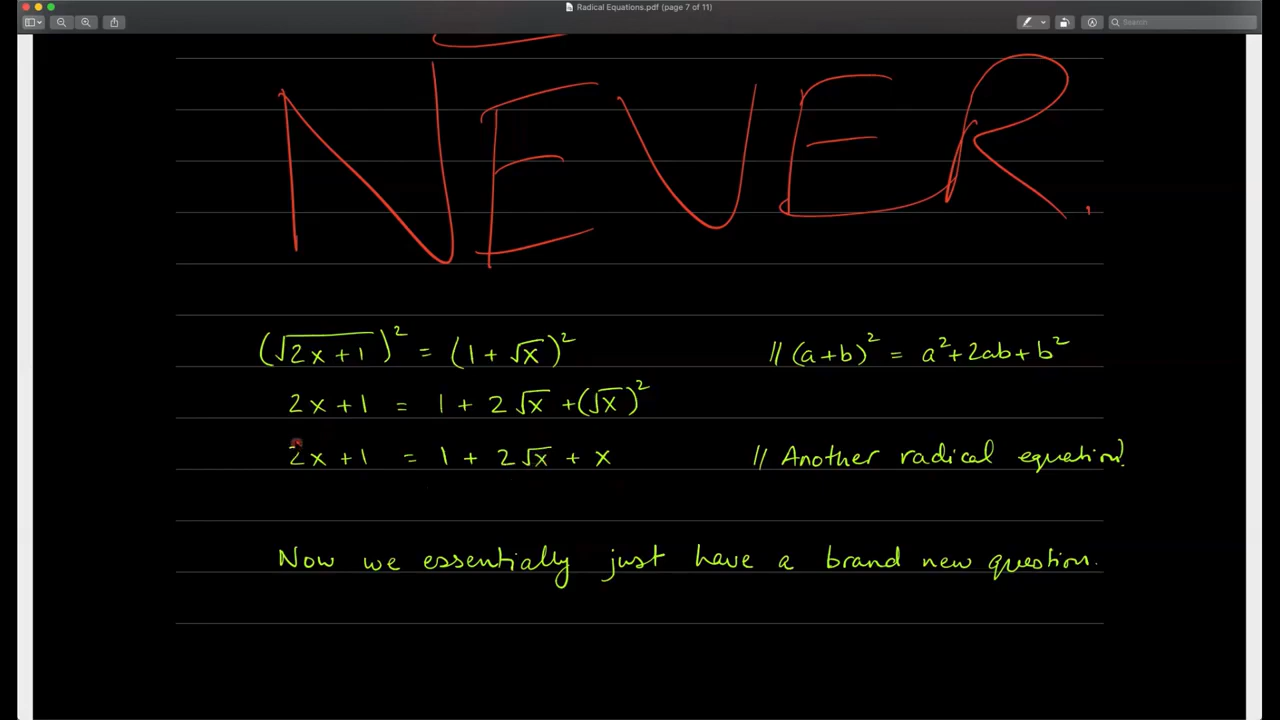 Radical Equations.pdf (page 7 of 11)
Search
NEVER.
(√2x+1)² = (1 + √x)² // (a+b)² = a²+2ab+b²
2x+1 = 1 + 2√x +(√x)²
2x+1 = 1 + 2√x + x // Another radical equation?
Now we essentially just have a brand new question.